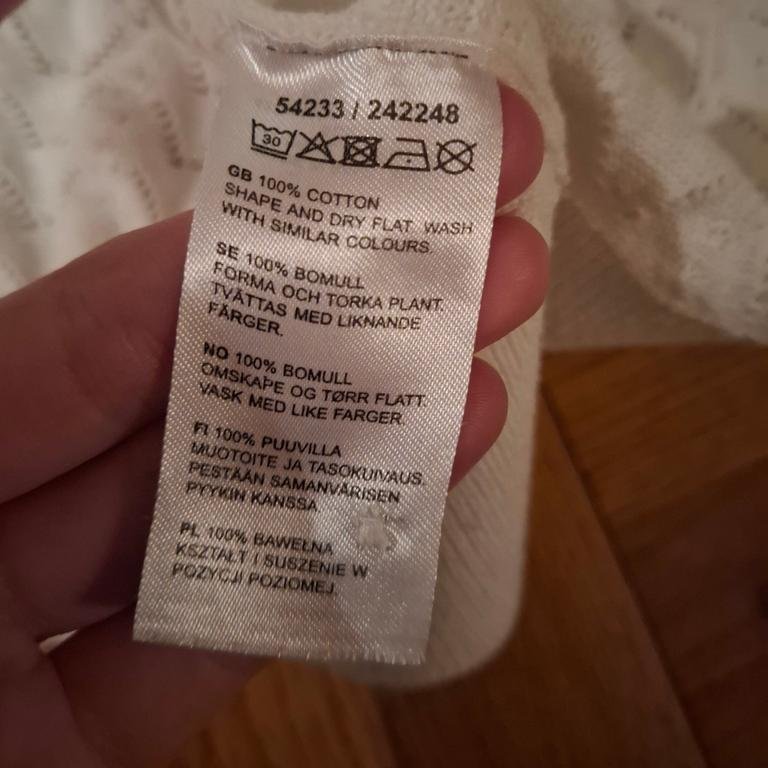 54233 / 242248
30
GB 100% COTTON
SHAPE AND DRY FLAT. WASH
WITH SIMILAR COLOURS.
SE 100% BOMULL
FORMA OCH TORKA PLANT.
TVÄTTAS MED LIKNANDE
FÄRGER.
NO 100% BOMULL
OMSKAPE OG TØRR FLATT.
VASK MED LIKE FARGER.
FI 100% PUUVILLA
MUOTOITE JA TASOKUIVAUS.
PESTÄÄN SAMANVÄRISEN
PYYKIN KANSSA
PL 100% BAWEŁNA
KSZTAŁT I SUSZENIE W
POZYCJI POZIOMEJ.